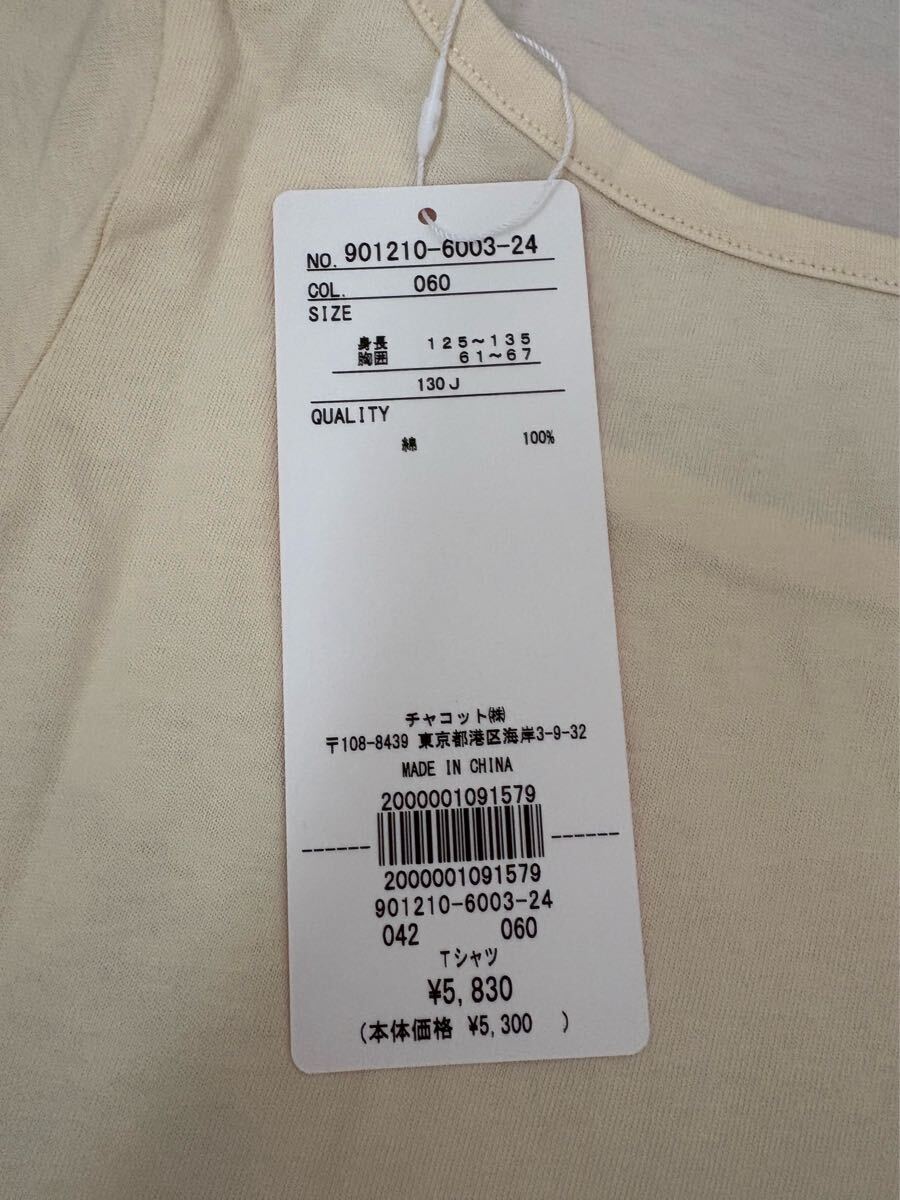 NO. 901210-6003-24
COL. 060
SIZE
身長 125～135
胸囲 61～67
130J
QUALITY
綿 100%
チャコット㈱
〒108-8439 東京都港区海岸3-9-32
MADE IN CHINA
2000001091579
2000001091579
901210-6003-24
042 060
Tシャツ
¥5,830
(本体価格 ¥5,300 )